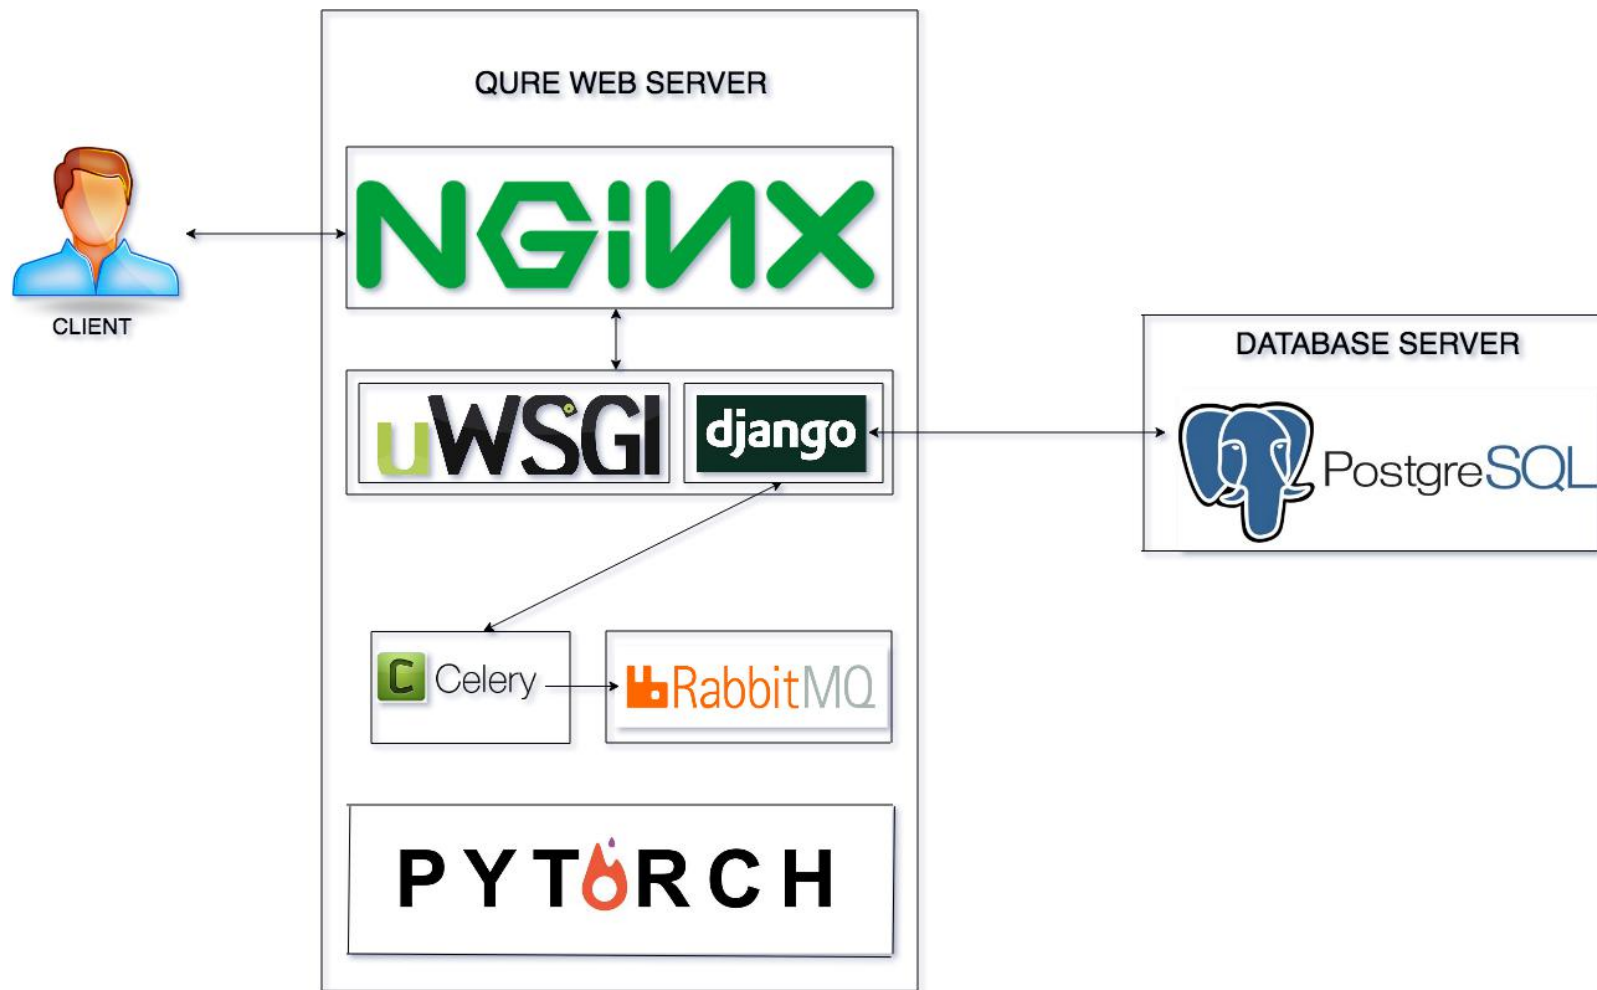 QURE WEB SERVER
NGiNX
CLIENT
uWSGI
django
DATABASE SERVER
PostgreSQL
C Celery
RabbitMQ
PYTORCH